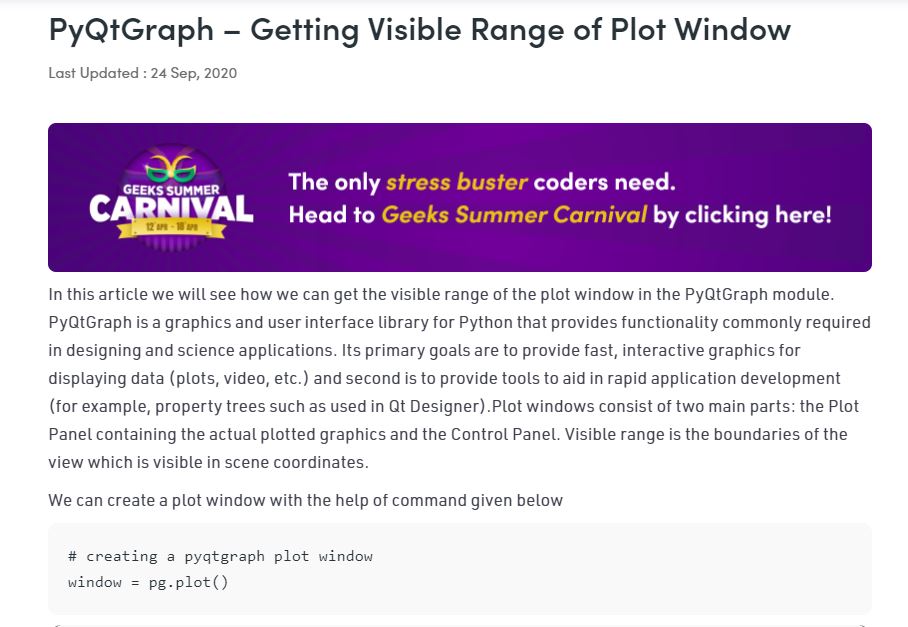 PyQtGraph – Getting Visible Range of Plot Window
Last Updated : 24 Sep, 2020
GEEKS SUMMER
CARNIVAL
12 APR - 18 APR
The only stress buster coders need.
Head to Geeks Summer Carnival by clicking here!
In this article we will see how we can get the visible range of the plot window in the PyQtGraph module.
PyQtGraph is a graphics and user interface library for Python that provides functionality commonly required
in designing and science applications. Its primary goals are to provide fast, interactive graphics for
displaying data (plots, video, etc.) and second is to provide tools to aid in rapid application development
(for example, property trees such as used in Qt Designer).Plot windows consist of two main parts: the Plot
Panel containing the actual plotted graphics and the Control Panel. Visible range is the boundaries of the
view which is visible in scene coordinates.
We can create a plot window with the help of command given below
# creating a pyqtgraph plot window
window = pg.plot()